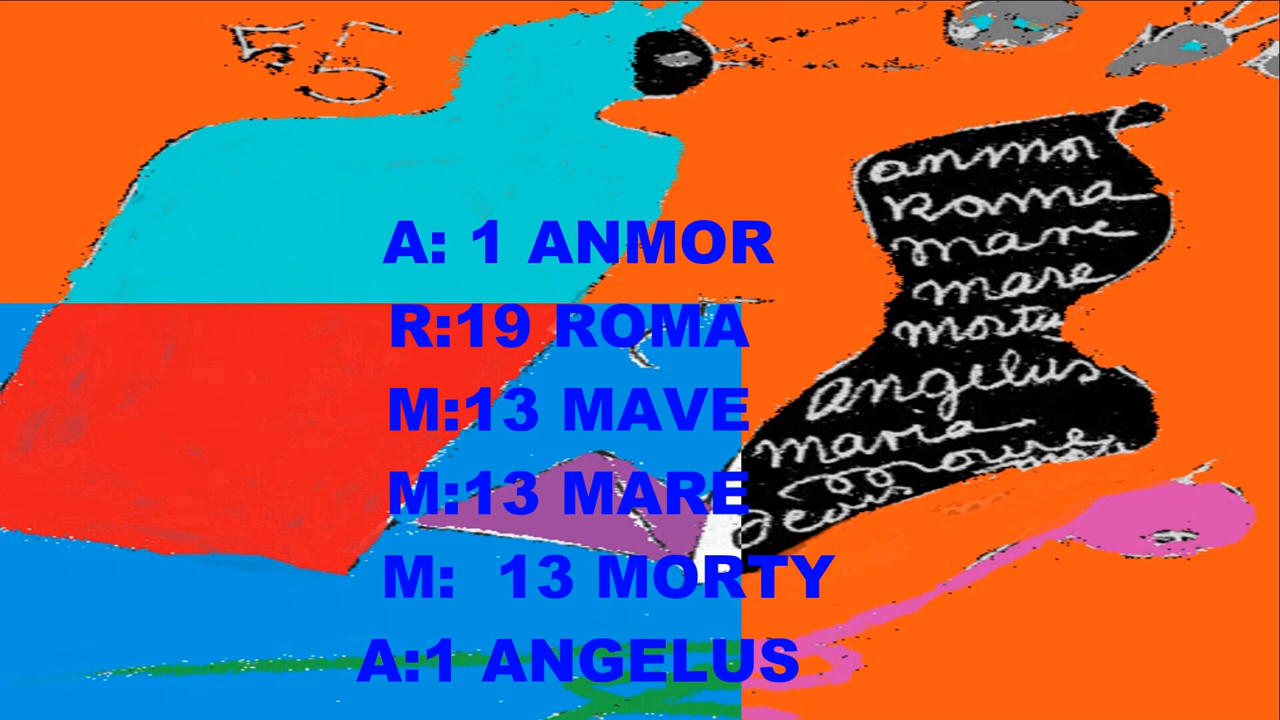 55
A: 1 ANMOR
R:19 ROMA
M:13 MAVE
M:13 MARE
M:  13 MORTY
A:1 ANGELUS
anmor
Roma
mare
mare
morty
angelus
maria